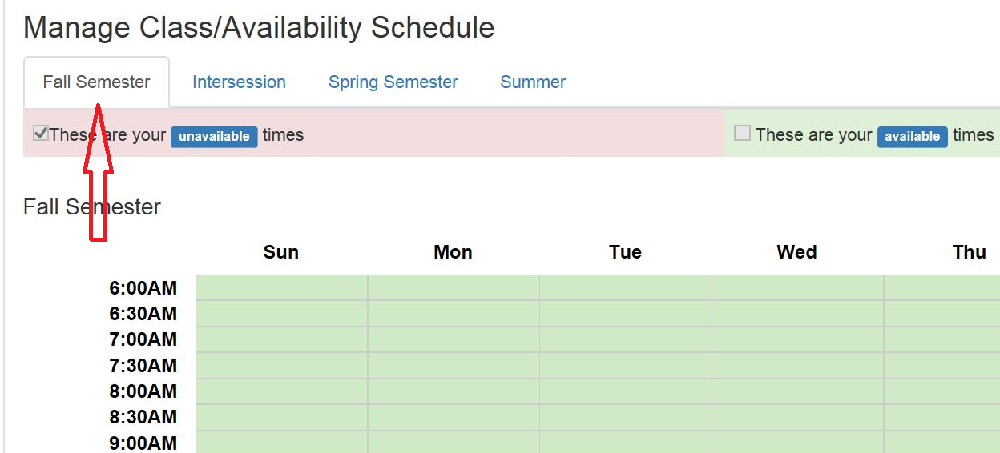 Manage Class/Availability Schedule
Fall Semester Intersession Spring Semester Summer
These are your unavailable times These are your available times
Fall Semester
Sun Mon Tue Wed Thu
6:00AM
6:30AM
7:00AM
7:30AM
8:00AM
8:30AM
9:00AM